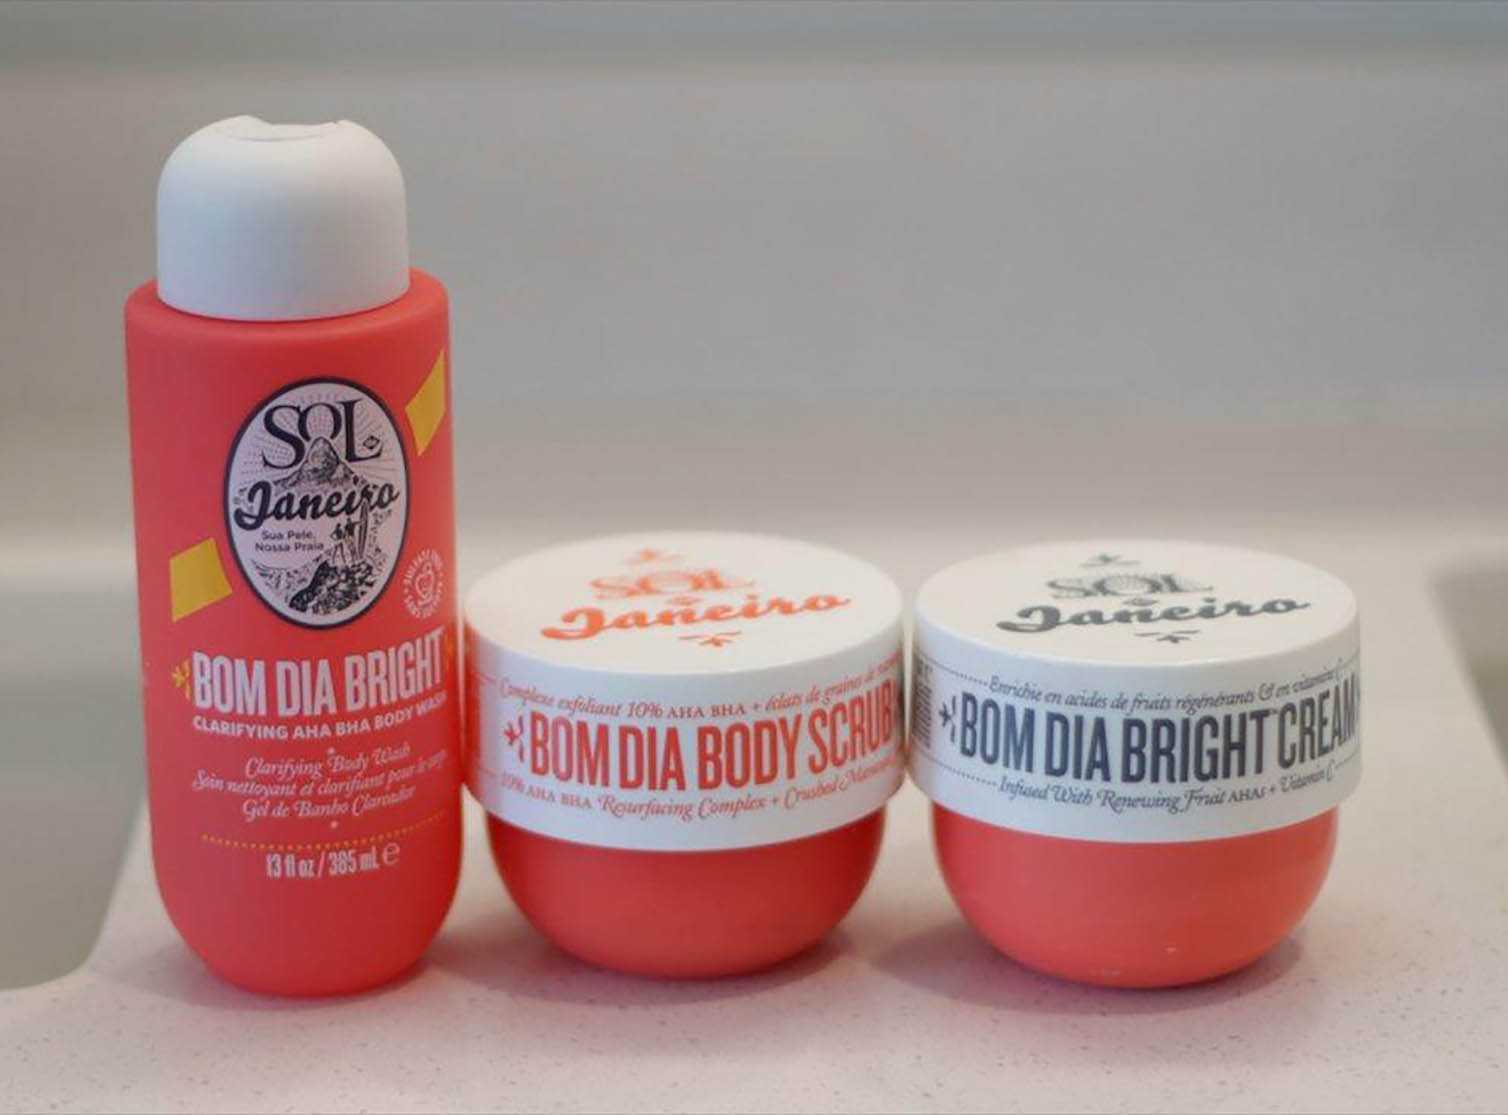 SOL
Janeiro
Sua Pele,
Nossa Praia
BOM DIA BRIGHT
CLARIFYING AHA BHA BODY WASH
Clarifying Body Wash
Soin nettoyant et clarifiant pour le corps
Gel de Banho Clareador
13 fl oz / 385 mL e
SOL
de
Janeiro
Complexe exfoliant 10% AHA BHA + éclats de graines de
BOM DIA BODY SCRUB
10% AHA BHA Resurfacing Complex + Crushed
SOL
de
Janeiro
Enrichie en acides de fruits régénérants & en vitamine C
BOM DIA BRIGHT CREAM
Infused With Renewing Fruit AHAs + Vitamin C